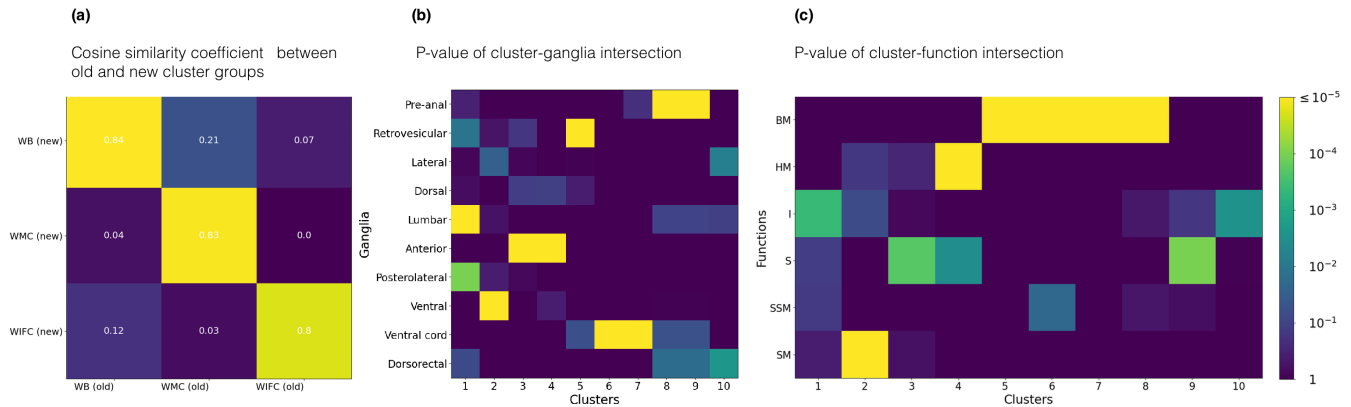 (a)
Cosine similarity coefficient between
old and new cluster groups
WB (new)
WMC (new)
WIFC (new)
0.84 0.21 0.07
0.04 0.83 0.0
0.12 0.03 0.8
WB (old) WMC (old) WIFC (old)
(b)
P-value of cluster-ganglia intersection
Ganglia
Pre-anal
Retrovesicular
Lateral
Dorsal
Lumbar
Anterior
Posterolateral
Ventral
Ventral cord
Dorsorectal
1 2 3 4 5 6 7 8 9 10
Clusters
(c)
P-value of cluster-function intersection
Functions
BM
HM
I
S
SSM
SM
1 2 3 4 5 6 7 8 9 10
Clusters
≤ 10⁻⁵
10⁻⁴
10⁻³
10⁻²
10⁻¹
1